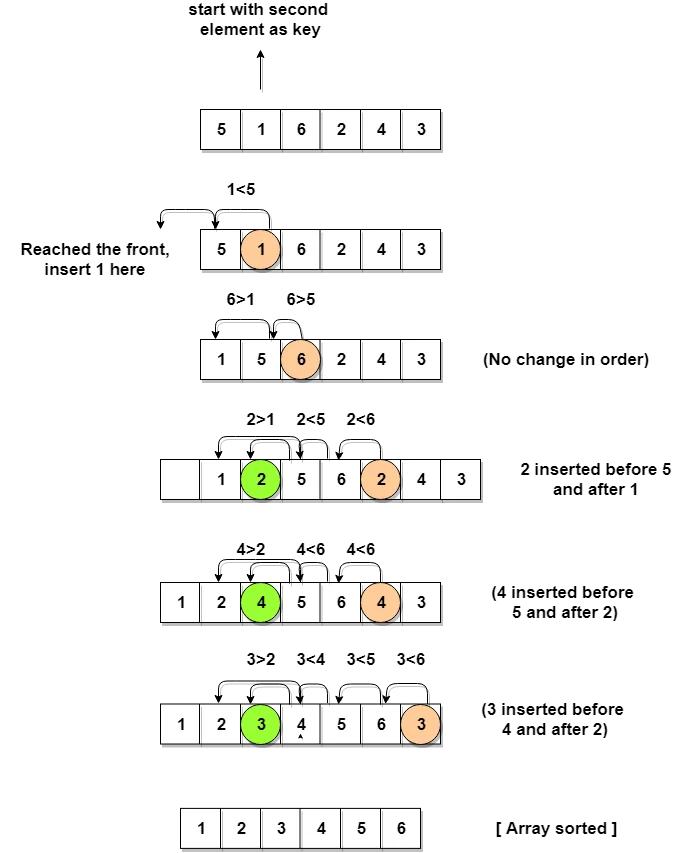 start with second
element as key
5 1 6 2 4 3
1<5
Reached the front,
insert 1 here
5 1 6 2 4 3
6>1 6>5
1 5 6 2 4 3
(No change in order)
2>1 2<5 2<6
1 2 5 6 2 4 3
2 inserted before 5
and after 1
4>2 4<6 4<6
1 2 4 5 6 4 3
(4 inserted before
5 and after 2)
3>2 3<4 3<5 3<6
1 2 3 4 5 6 3
(3 inserted before
4 and after 2)
1 2 3 4 5 6
[ Array sorted ]